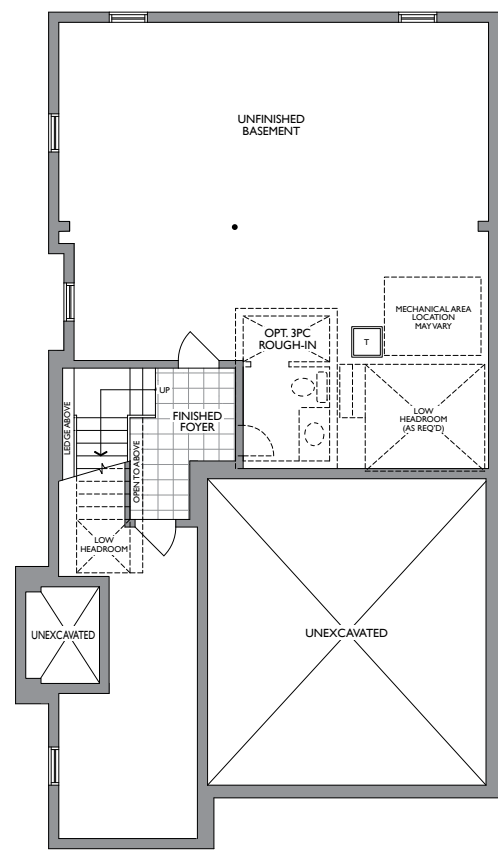 UNFINISHED
BASEMENT
MECHANICAL AREA
LOCATION
MAY VARY
OPT. 3PC
ROUGH-IN
T
UP
LEDGE ABOVE
FINISHED
FOYER
LOW
HEADROOM
(AS REQ'D)
OPEN TO ABOVE
LOW
HEADROOM
UNEXCAVATED
UNEXCAVATED